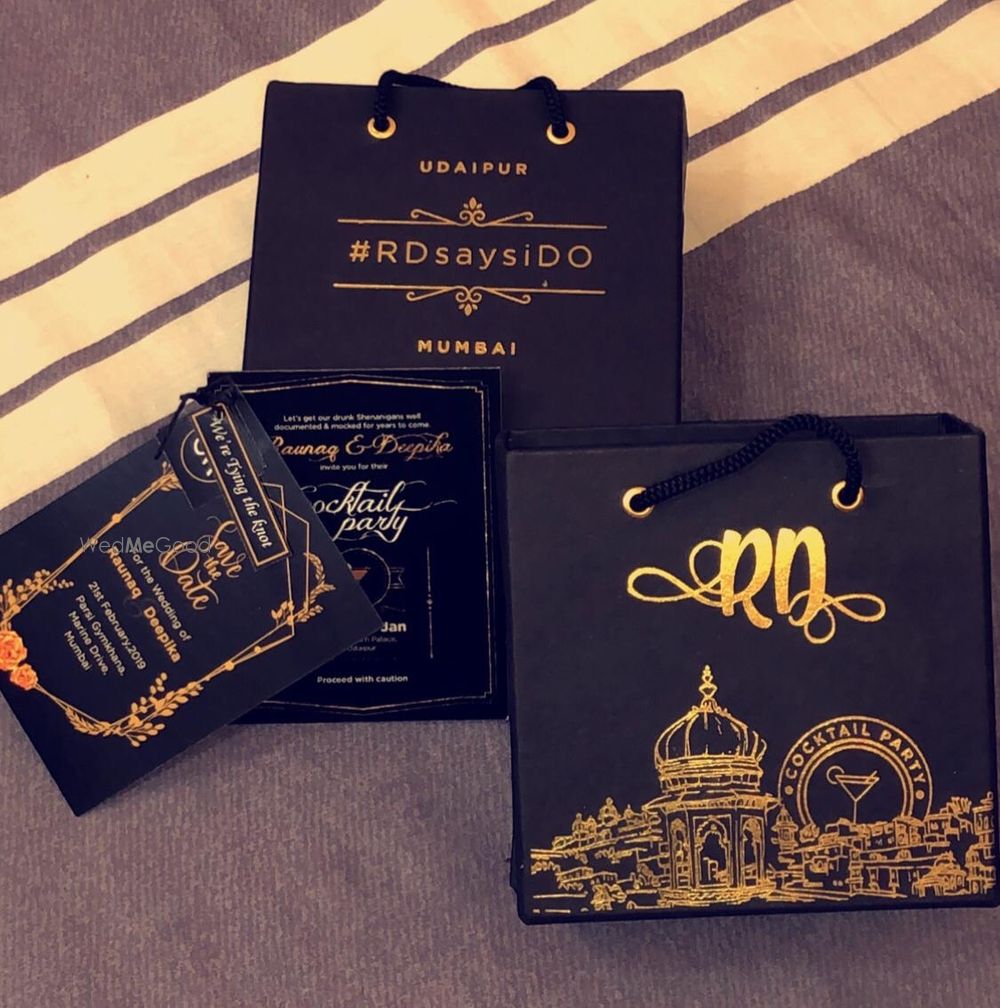 UDAIPUR
#RDsaysiDO
MUMBAI
Let's get our drunk Shenanigans well
documented & mocked for years to come.
Raunaq & Deepika
invite you for their
Cocktail
party
Jan
Palace,
Udaipur
Proceed with caution
We're Tying the knot
Save
the
Date
For the Wedding of
Raunaq Deepika
21st February,2019
Parsi Gymkhana,
Marine Drive,
Mumbai
WedMeGood
RD
COCKTAIL PARTY